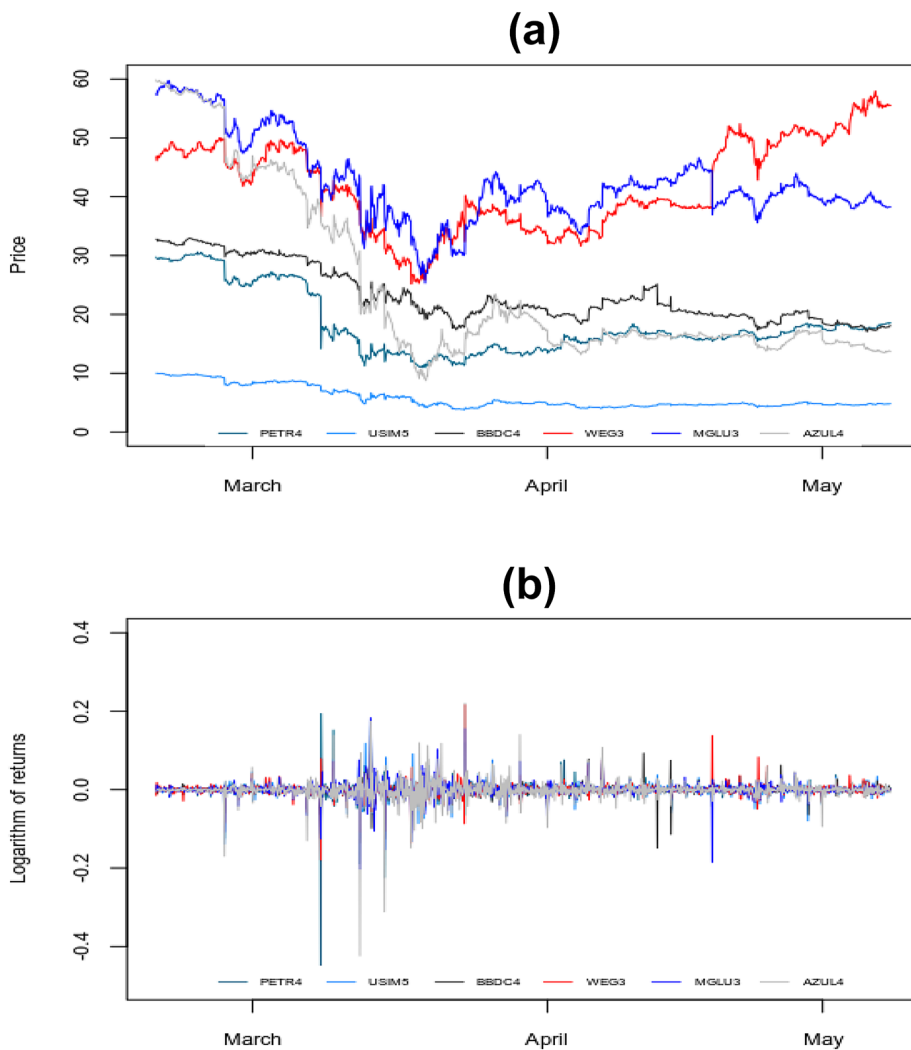 (a)
Price
60
50
40
30
20
10
0
PETR4 USIM5 BBDC4 WEG3 MGLU3 AZUL4
March April May
(b)
Logarithm of returns
0.4
0.2
0.0
-0.2
-0.4
PETR4 USIM5 BBDC4 WEG3 MGLU3 AZUL4
March April May